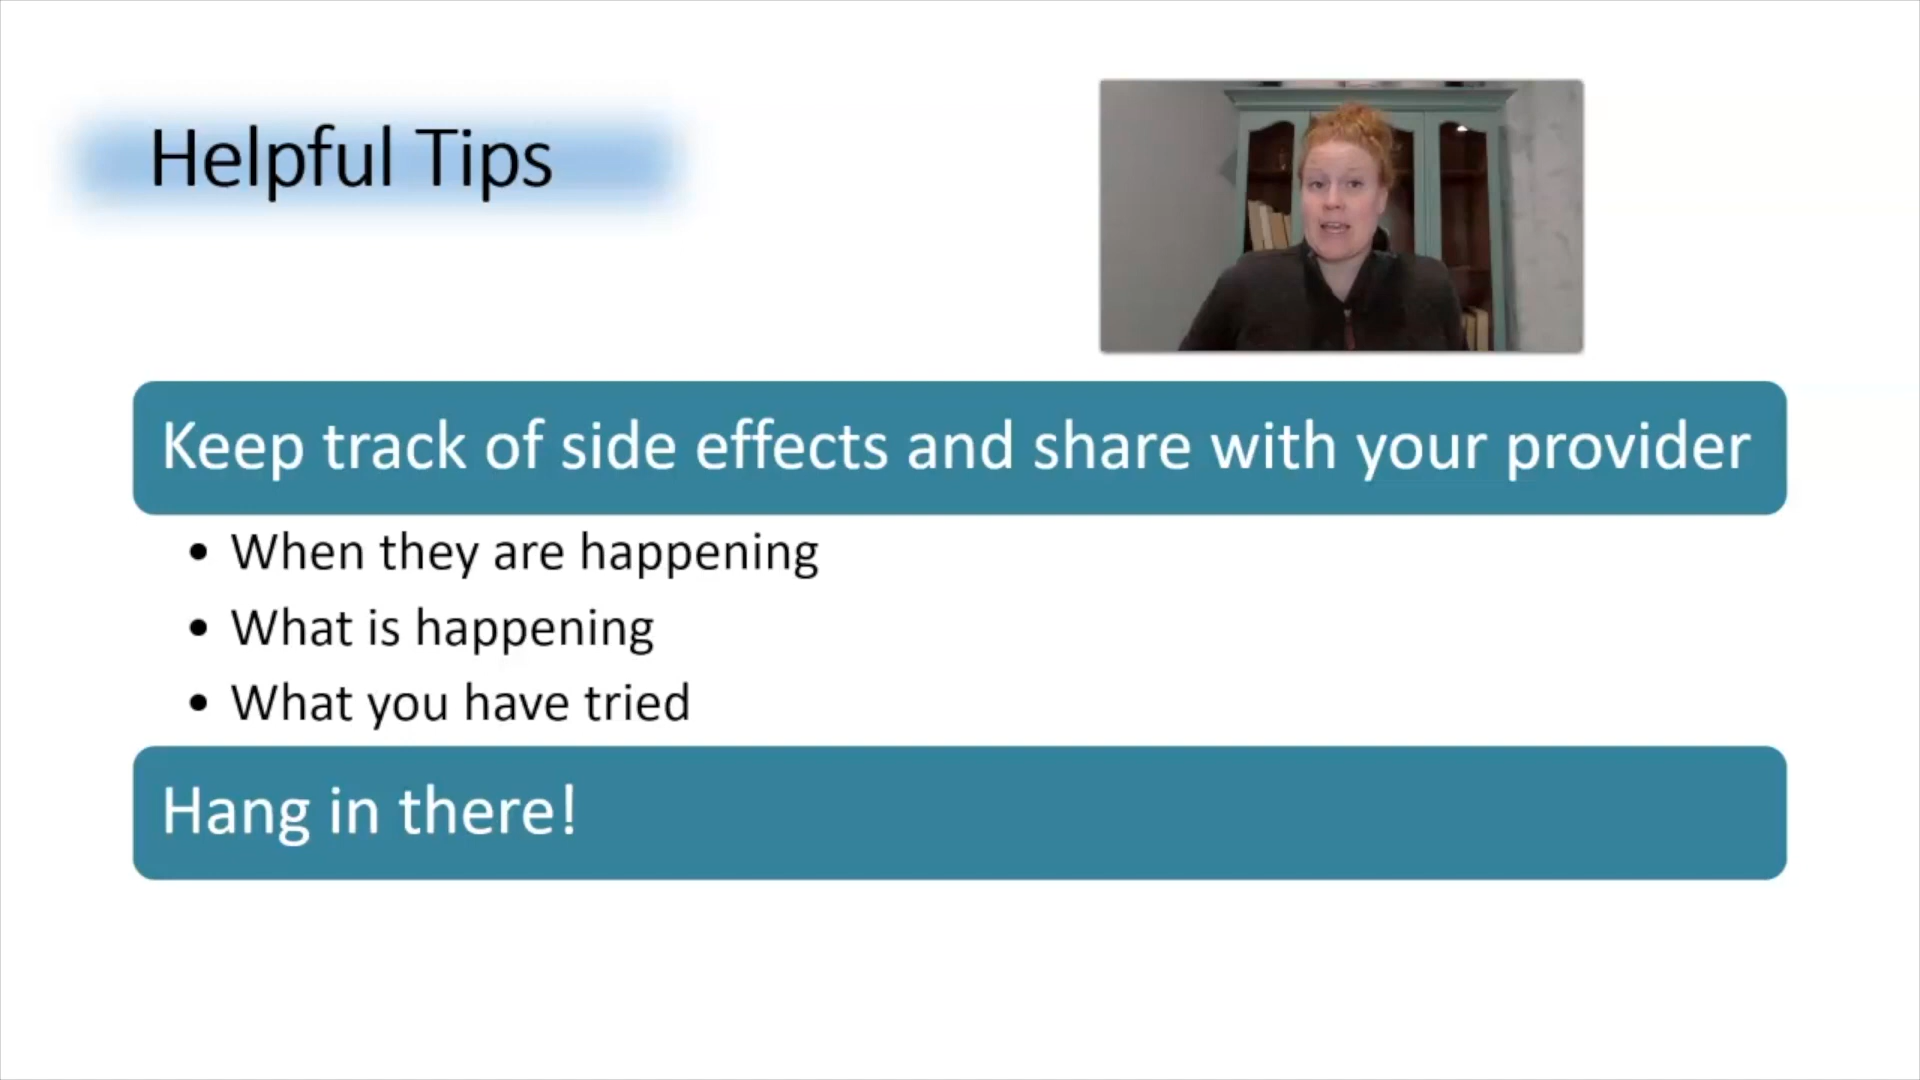 Helpful Tips
Keep track of side effects and share with your provider
• When they are happening
• What is happening
• What you have tried
Hang in there!